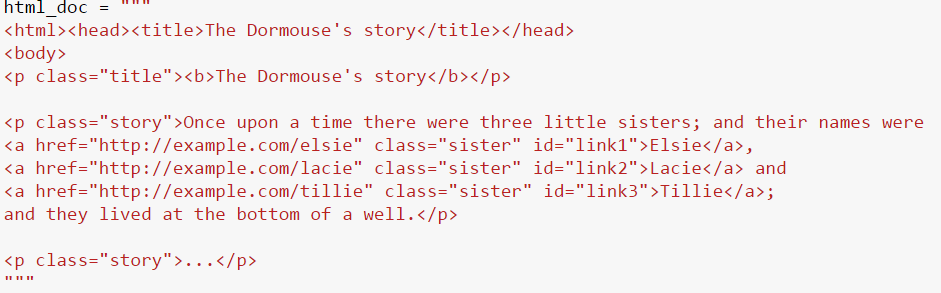 html_doc = """
<html><head><title>The Dormouse's story</title></head>
<body>
<p class="title"><b>The Dormouse's story</b></p>
<p class="story">Once upon a time there were three little sisters; and their names were
<a href="http://example.com/elsie" class="sister" id="link1">Elsie</a>,
<a href="http://example.com/lacie" class="sister" id="link2">Lacie</a> and
<a href="http://example.com/tillie" class="sister" id="link3">Tillie</a>;
and they lived at the bottom of a well.</p>
<p class="story">...</p>
"""